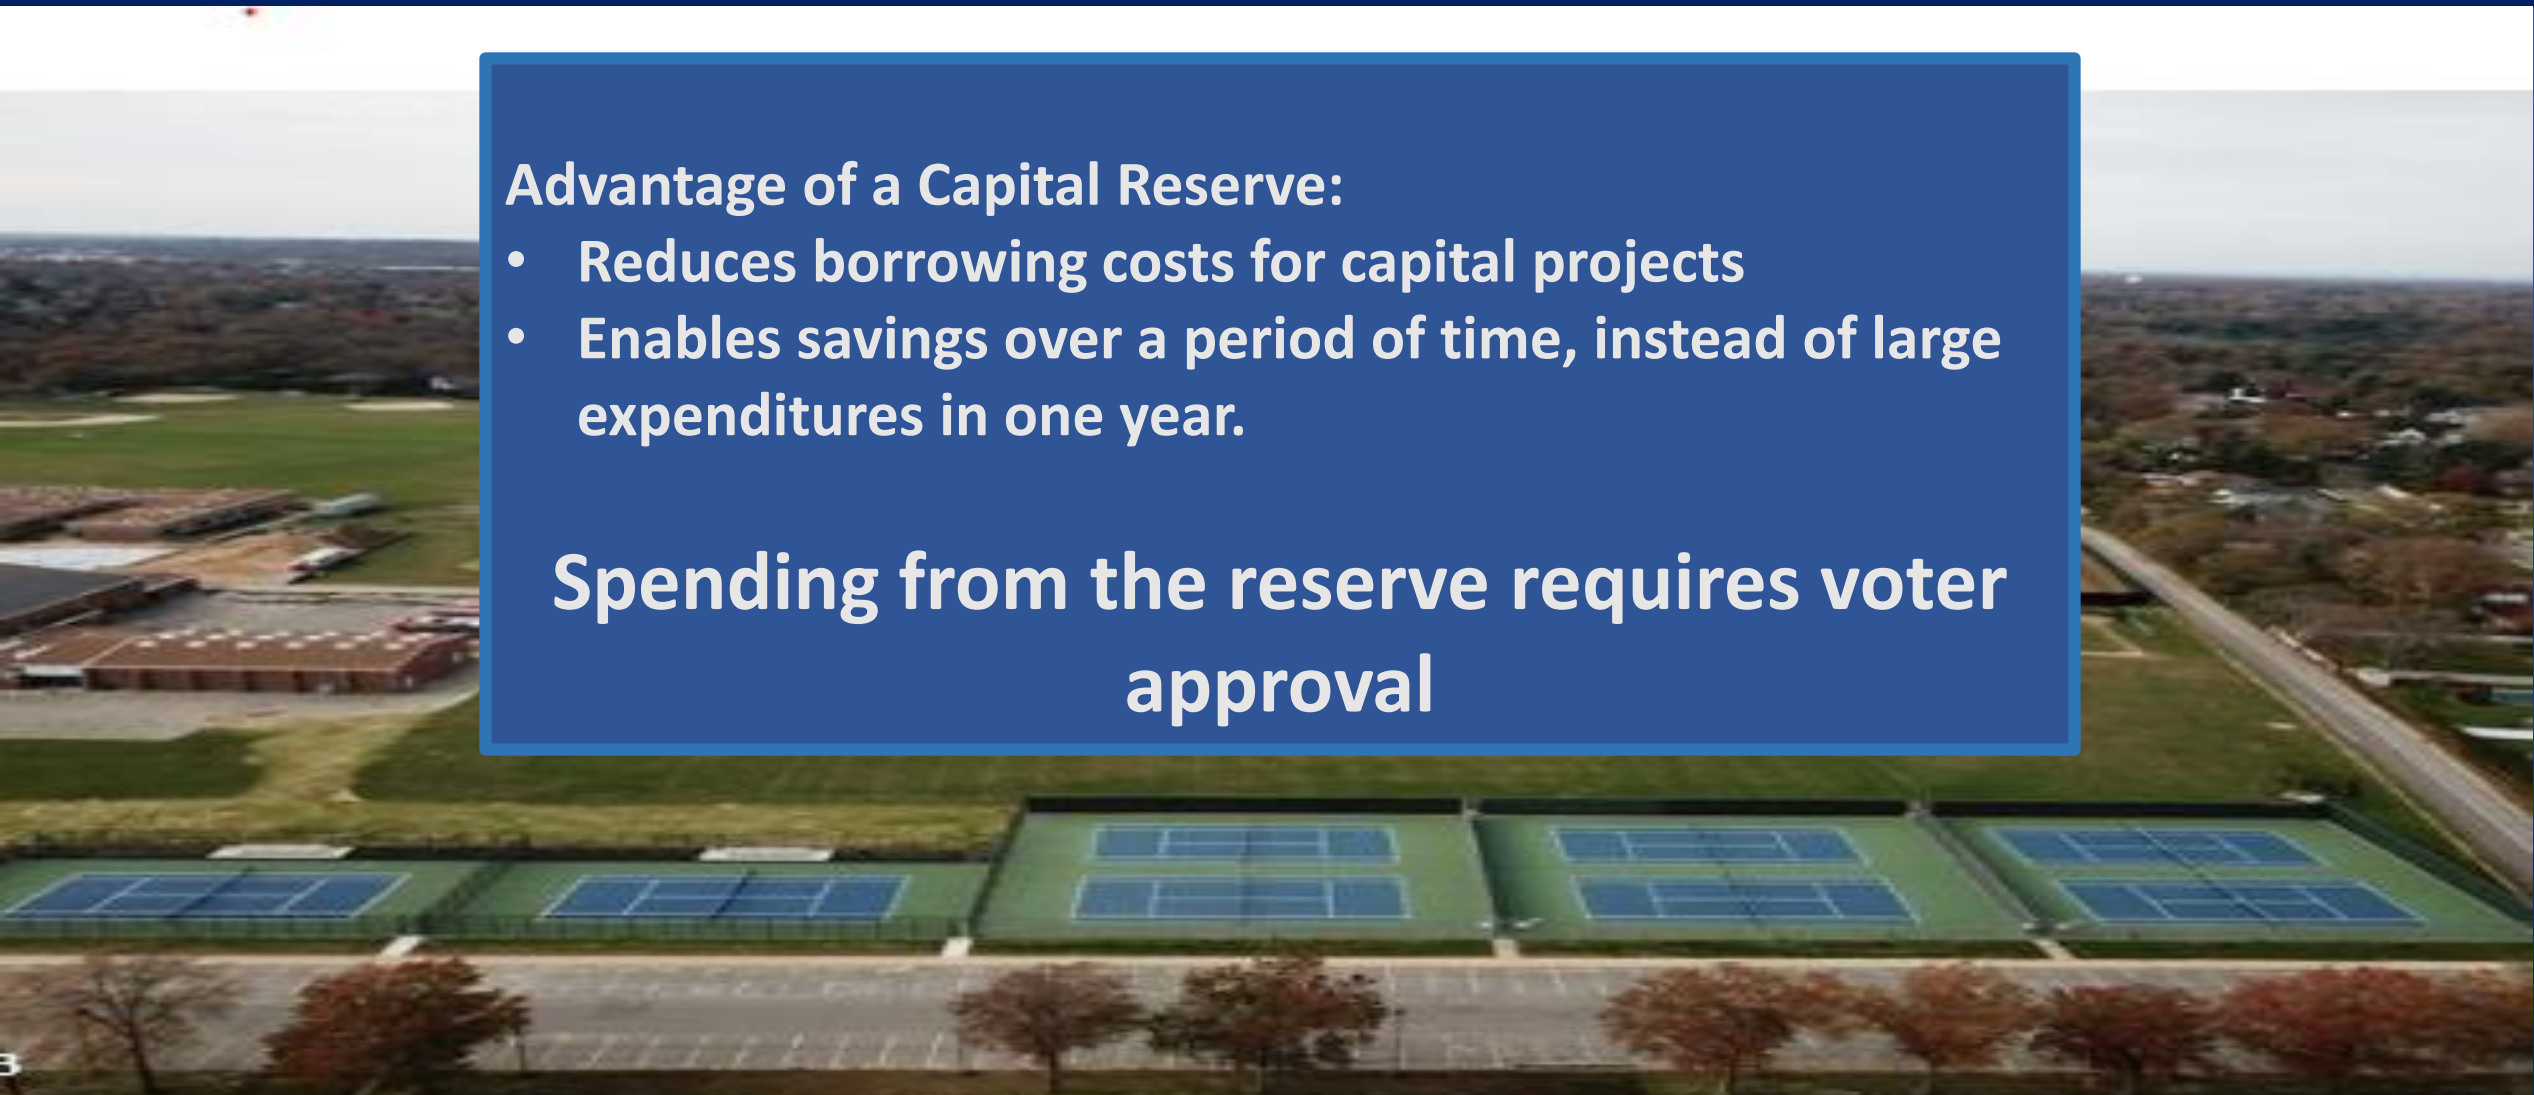 Advantage of a Capital Reserve:
• Reduces borrowing costs for capital projects
• Enables savings over a period of time, instead of large
expenditures in one year.
Spending from the reserve requires voter
approval